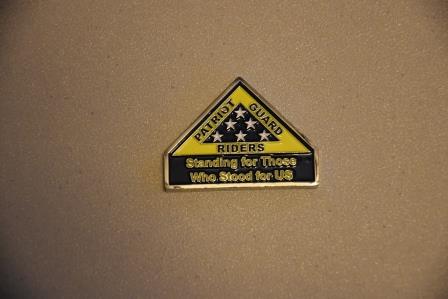 PATRIOT GUARD
RIDERS
Standing for Those
Who Stood for US